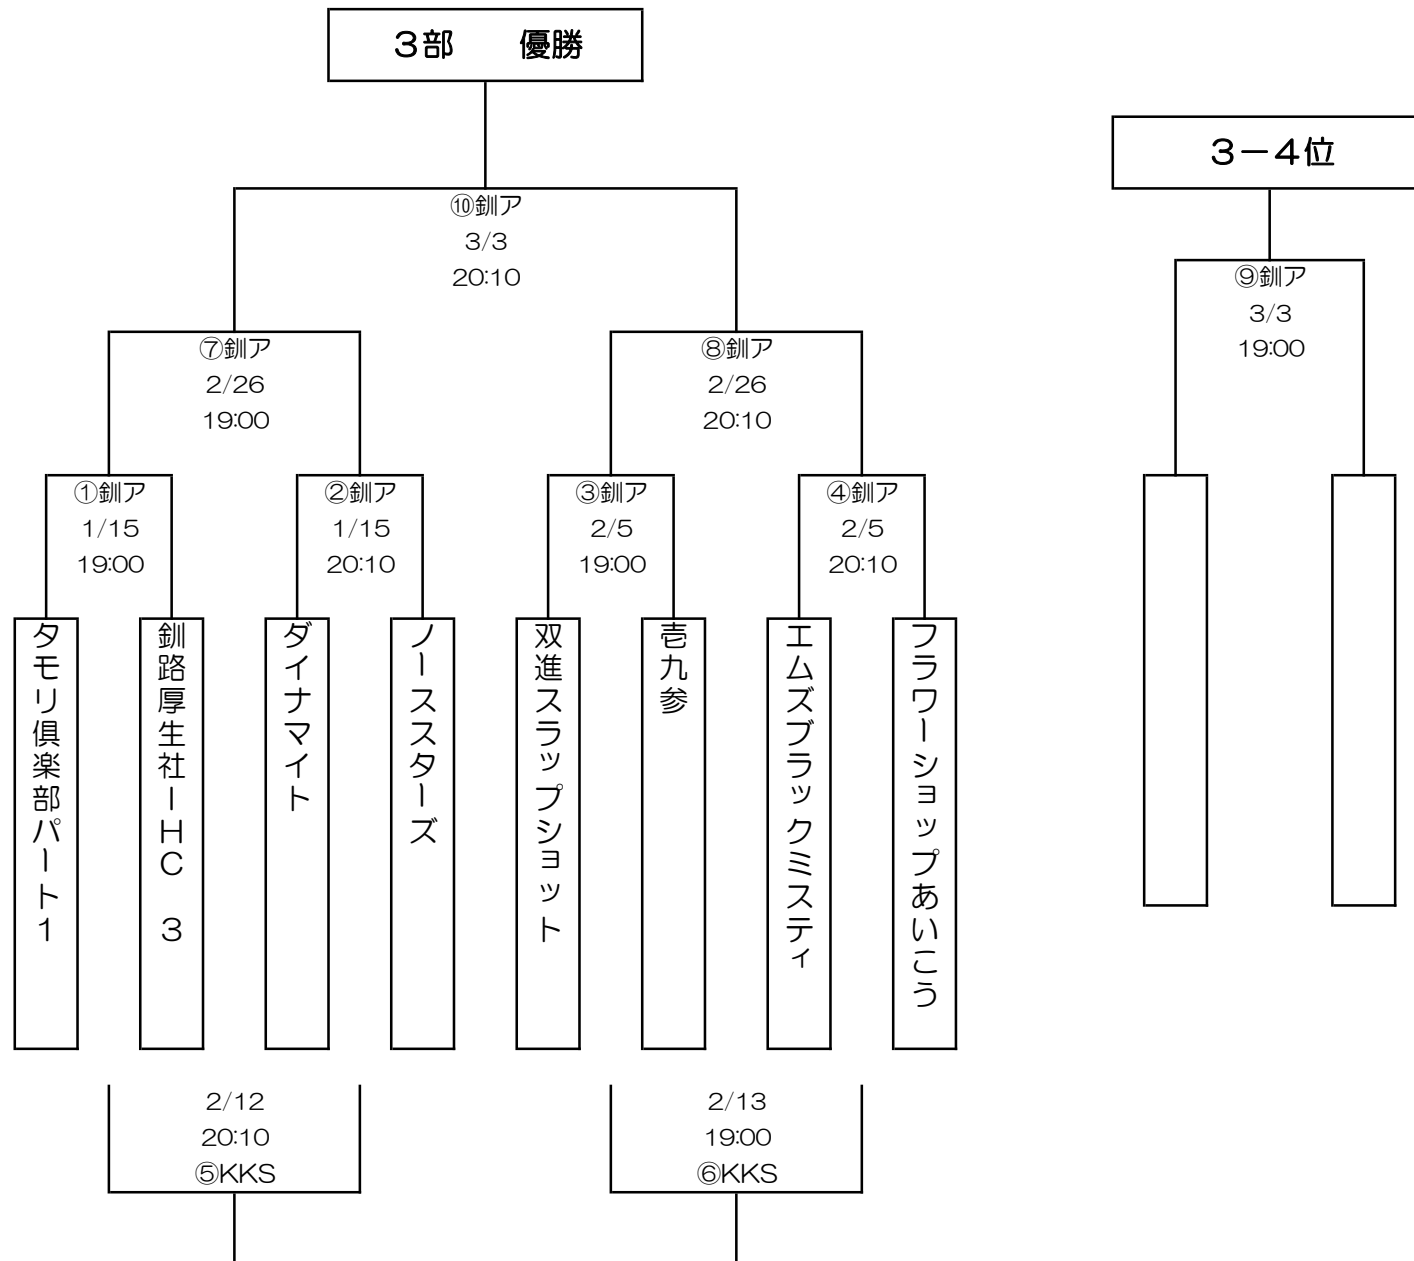 3部　　優勝
3－4位
⑩釧ア
3/3
20:10
⑨釧ア
3/3
19:00
⑦釧ア
2/26
19:00
⑧釧ア
2/26
20:10
①釧ア
1/15
19:00
②釧ア
1/15
20:10
③釧ア
2/5
19:00
④釧ア
2/5
20:10
タモリ倶楽部パート1
釧路厚生社ＩＨＣ　3
ダイナマイト
ノーススターズ
双進スラップショット
壱九参
エムズブラックミスティ
フラワーショップあいこう
2/12
20:10
⑤KKS
2/13
19:00
⑥KKS